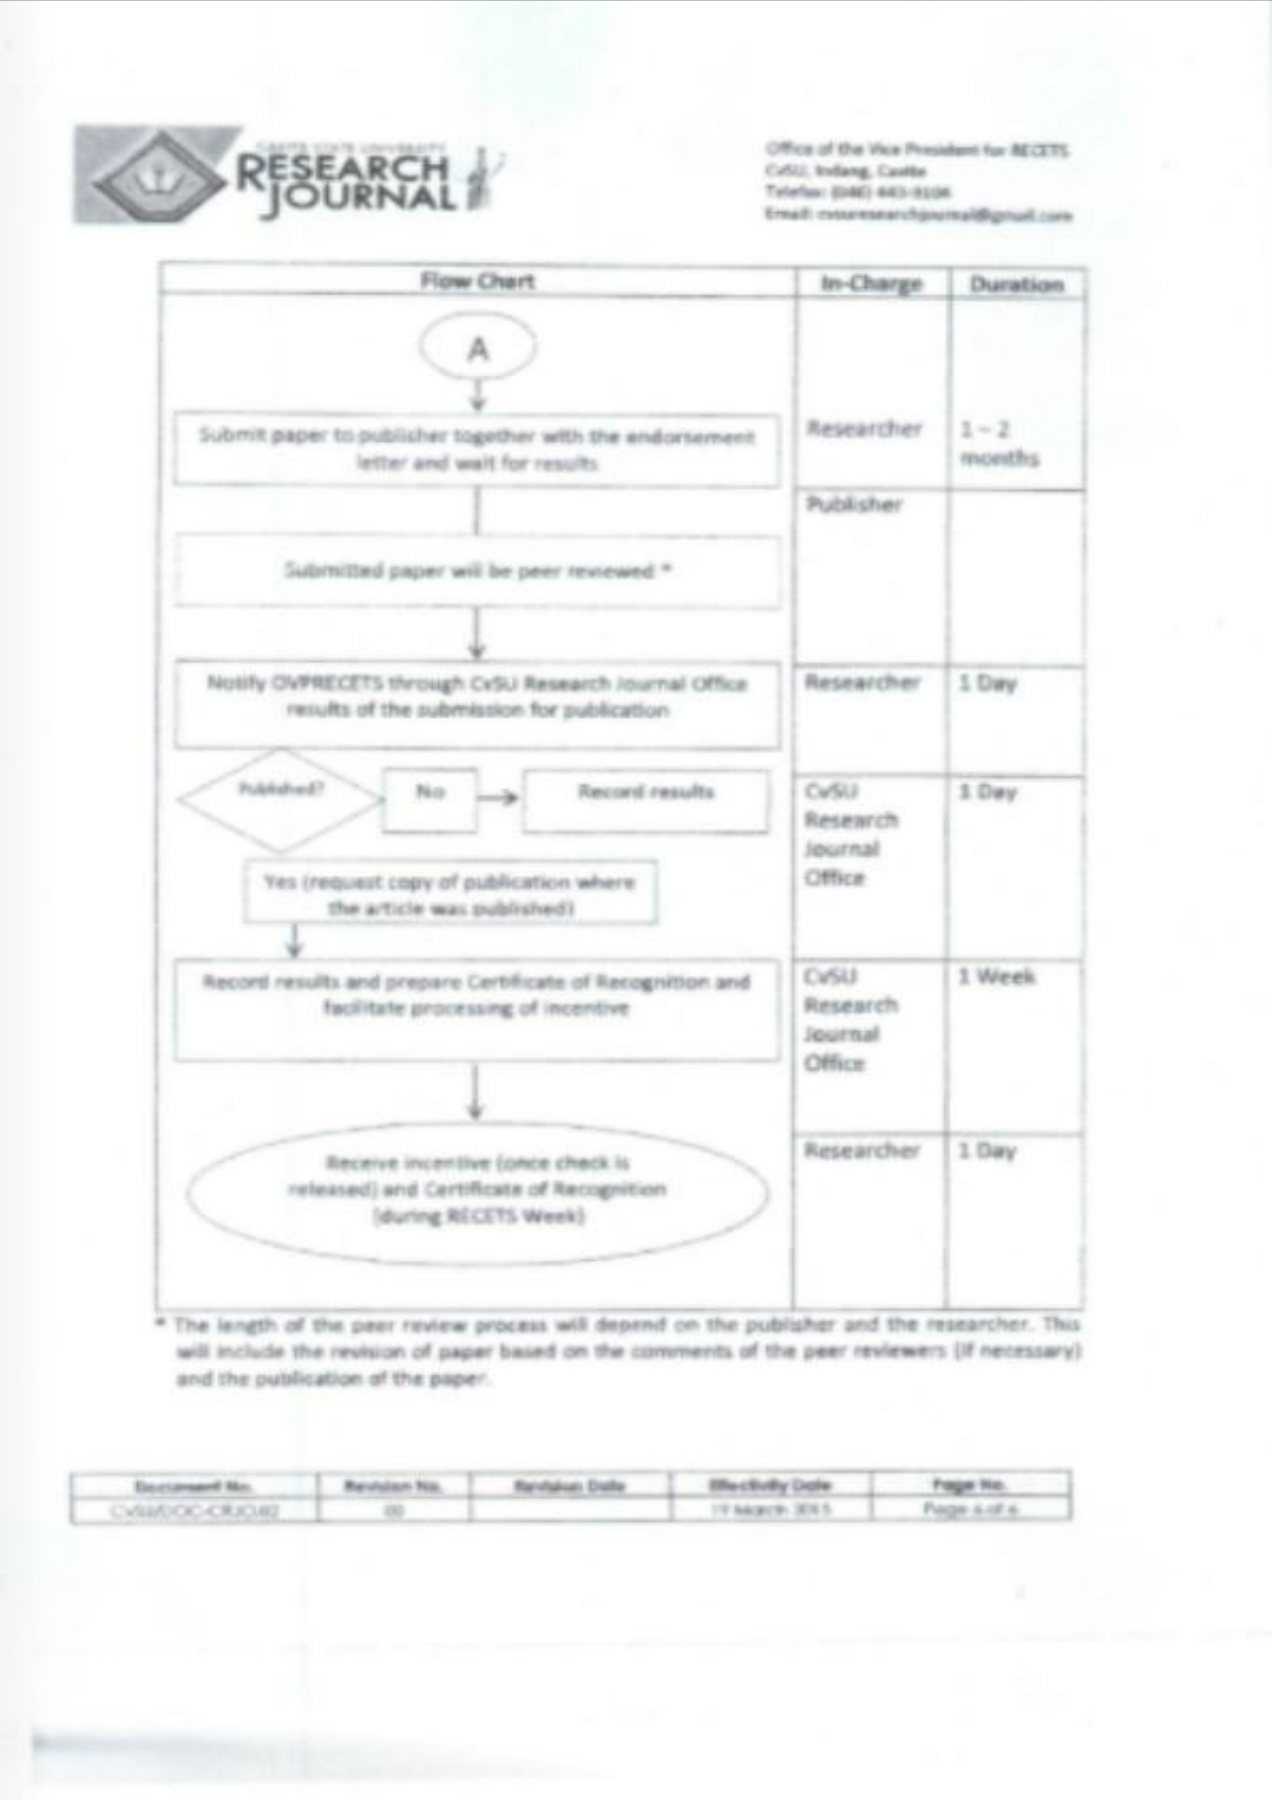 CAVITE STATE UNIVERSITY
RESEARCH
JOURNAL
Office of the Vice President for RECETS
CvSU, Indang, Cavite
Telefax: (046) 443-9104
Email: cvsuresearchjournal@gmail.com
Flow Chart In-Charge Duration
A
Submit paper to publisher together with the endorsement
letter and wait for results
Researcher 1 – 2
months
Publisher
Submitted paper will be peer reviewed *
Notify OVPRECETS through CvSU Research Journal Office
results of the submission for publication
Researcher 1 Day
Published? No Record results
CvSU 1 Day
Research
Journal
Office
Yes (request copy of publication where
the article was published)
Record results and prepare Certificate of Recognition and
facilitate processing of incentive
CvSU 1 Week
Research
Journal
Office
Receive incentive (once check is
released) and Certificate of Recognition
(during RECETS Week)
Researcher 1 Day
* The length of the peer review process will depend on the publisher and the researcher. This
will include the revision of paper based on the comments of the peer reviewers (if necessary)
and the publication of the paper.
Document No. Revision No. Revision Date Effectivity Date Page No.
00 March 2015 Page 6 of 6